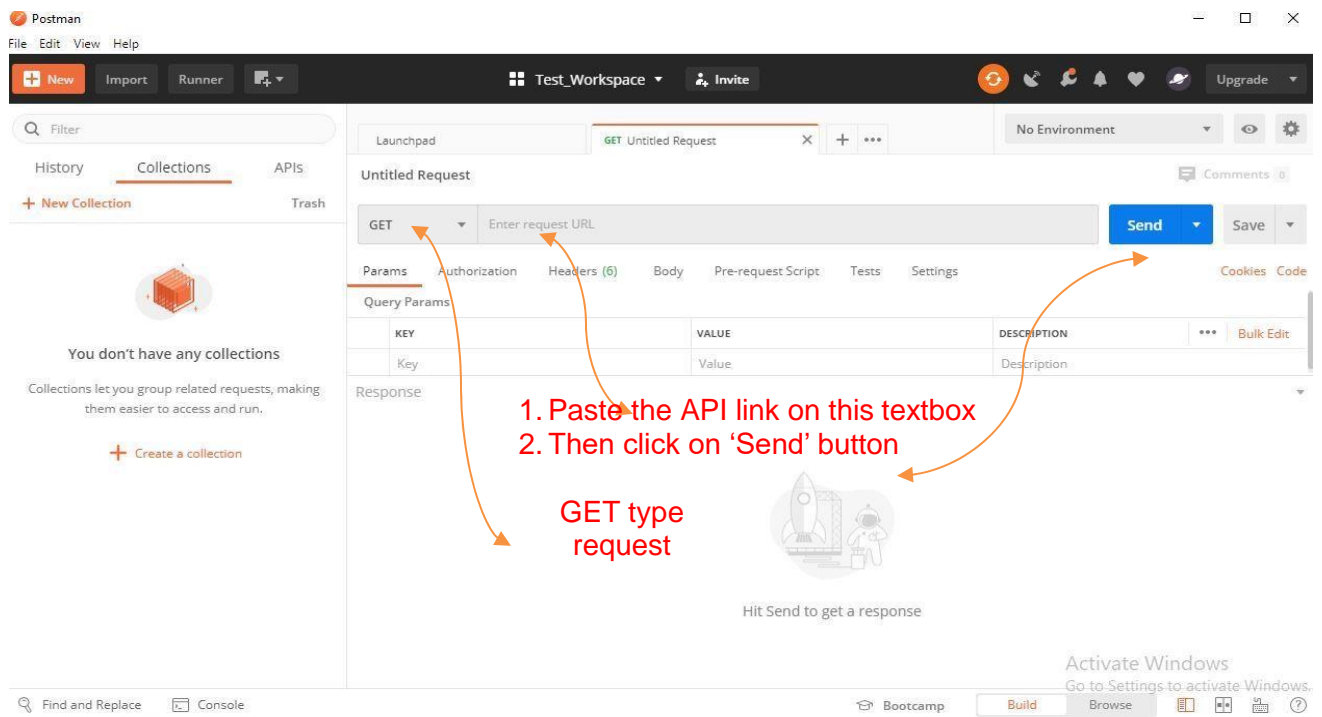 Postman
File Edit View Help
New Import Runner Test_Workspace Invite Upgrade
Filter
Launchpad GET Untitled Request No Environment
History Collections APIs
Untitled Request Comments 0
+ New Collection Trash
GET Enter request URL Send Save
Params Authorization Headers (6) Body Pre-request Script Tests Settings Cookies Code
Query Params
KEY VALUE DESCRIPTION ••• Bulk Edit
Key Value Description
You don't have any collections
Collections let you group related requests, making
them easier to access and run.
+ Create a collection
Response
1. Paste the API link on this textbox
2. Then click on ‘Send’ button
GET type
request
Hit Send to get a response
Activate Windows
Go to Settings to activate Windows.
Find and Replace Console Bootcamp Build Browse